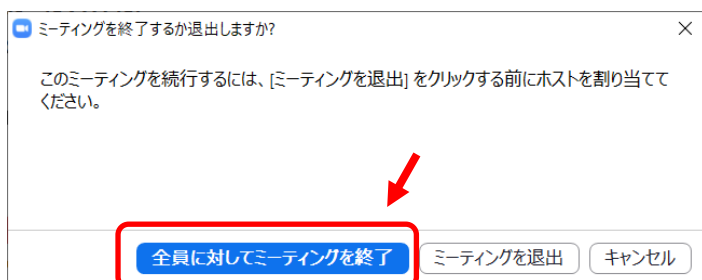 ミーティングを終了するか退出しますか?
このミーティングを続行するには、[ミーティングを退出] をクリックする前にホストを割り当てて
ください。
全員に対してミーティングを終了 ミーティングを退出 キャンセル